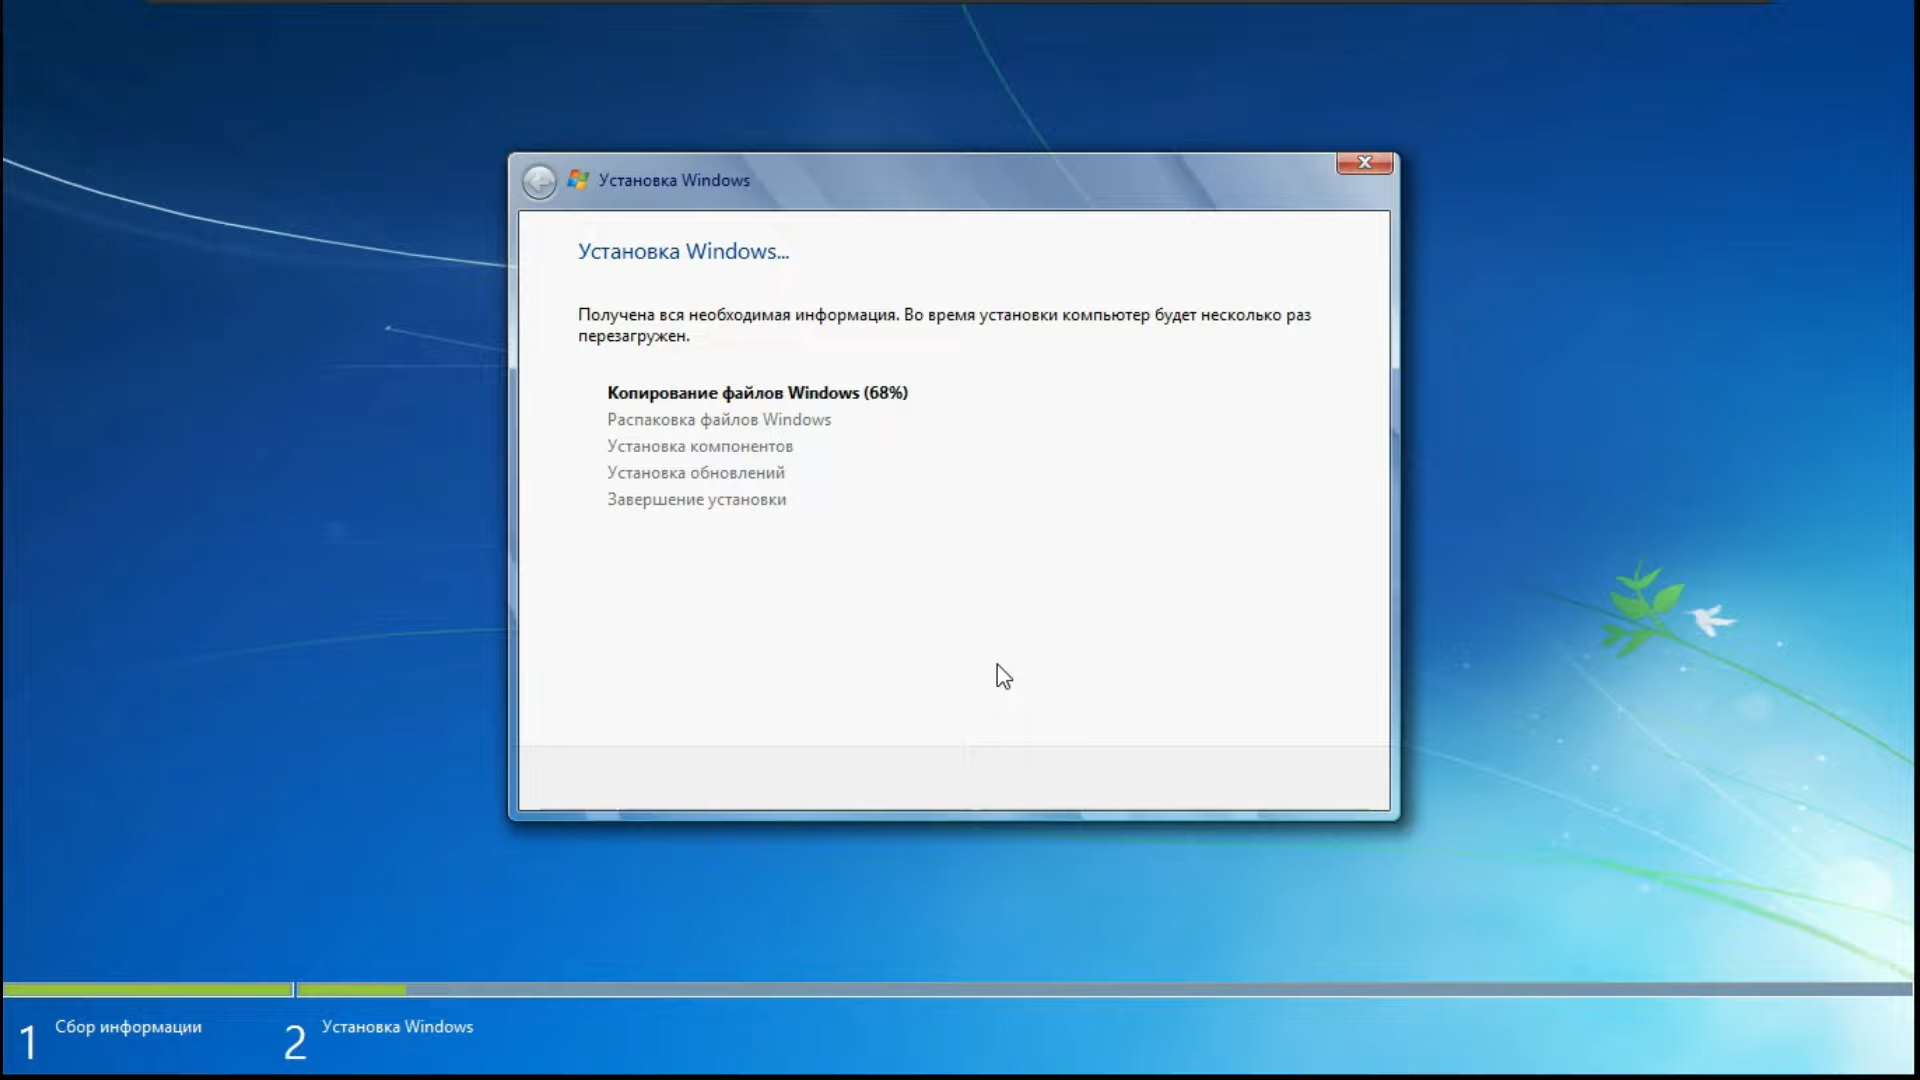 Установка Windows
Установка Windows...
Получена вся необходимая информация. Во время установки компьютер будет несколько раз
перезагружен.
Копирование файлов Windows (68%)
Распаковка файлов Windows
Установка компонентов
Установка обновлений
Завершение установки
1 Сбор информации
2 Установка Windows